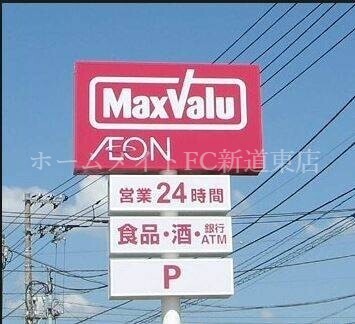 MaxValu
ÆON
ホームメイトFC新道東店
営業24時間
食品・酒・銀行ATM
P